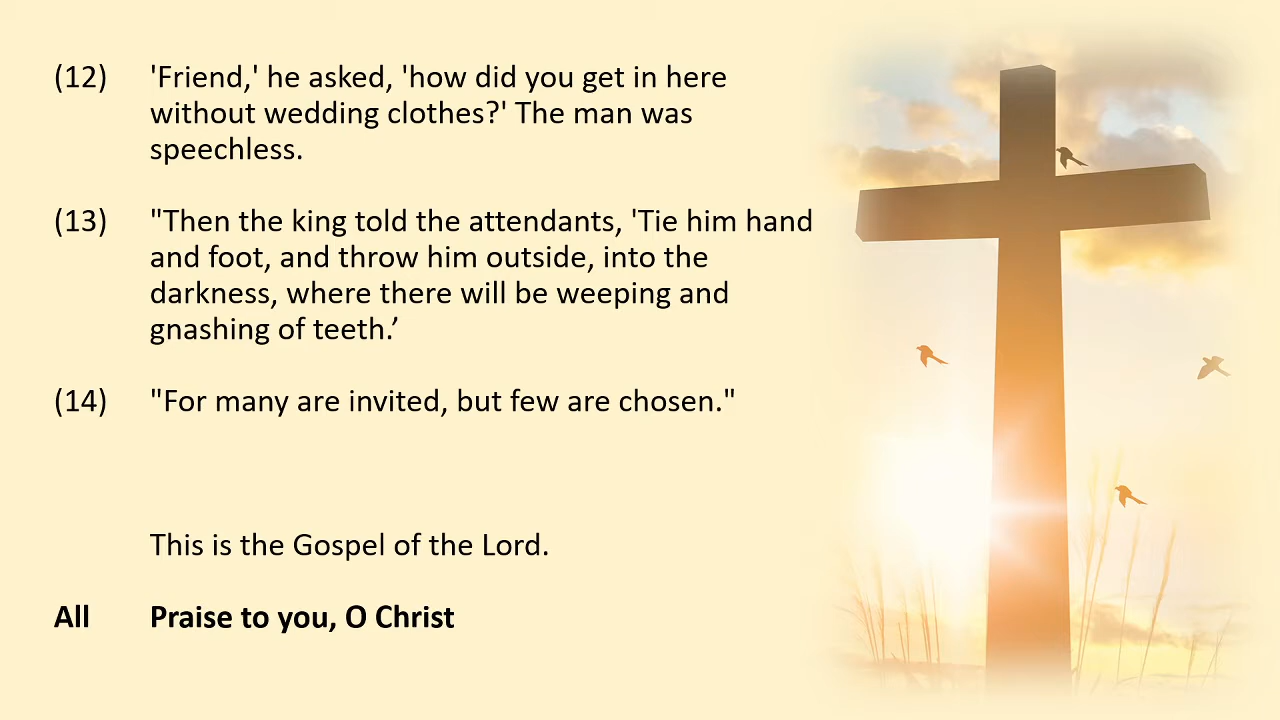 (12) 'Friend,' he asked, 'how did you get in here
without wedding clothes?' The man was
speechless.
(13) "Then the king told the attendants, 'Tie him hand
and foot, and throw him outside, into the
darkness, where there will be weeping and
gnashing of teeth.’
(14) "For many are invited, but few are chosen."
This is the Gospel of the Lord.
All Praise to you, O Christ